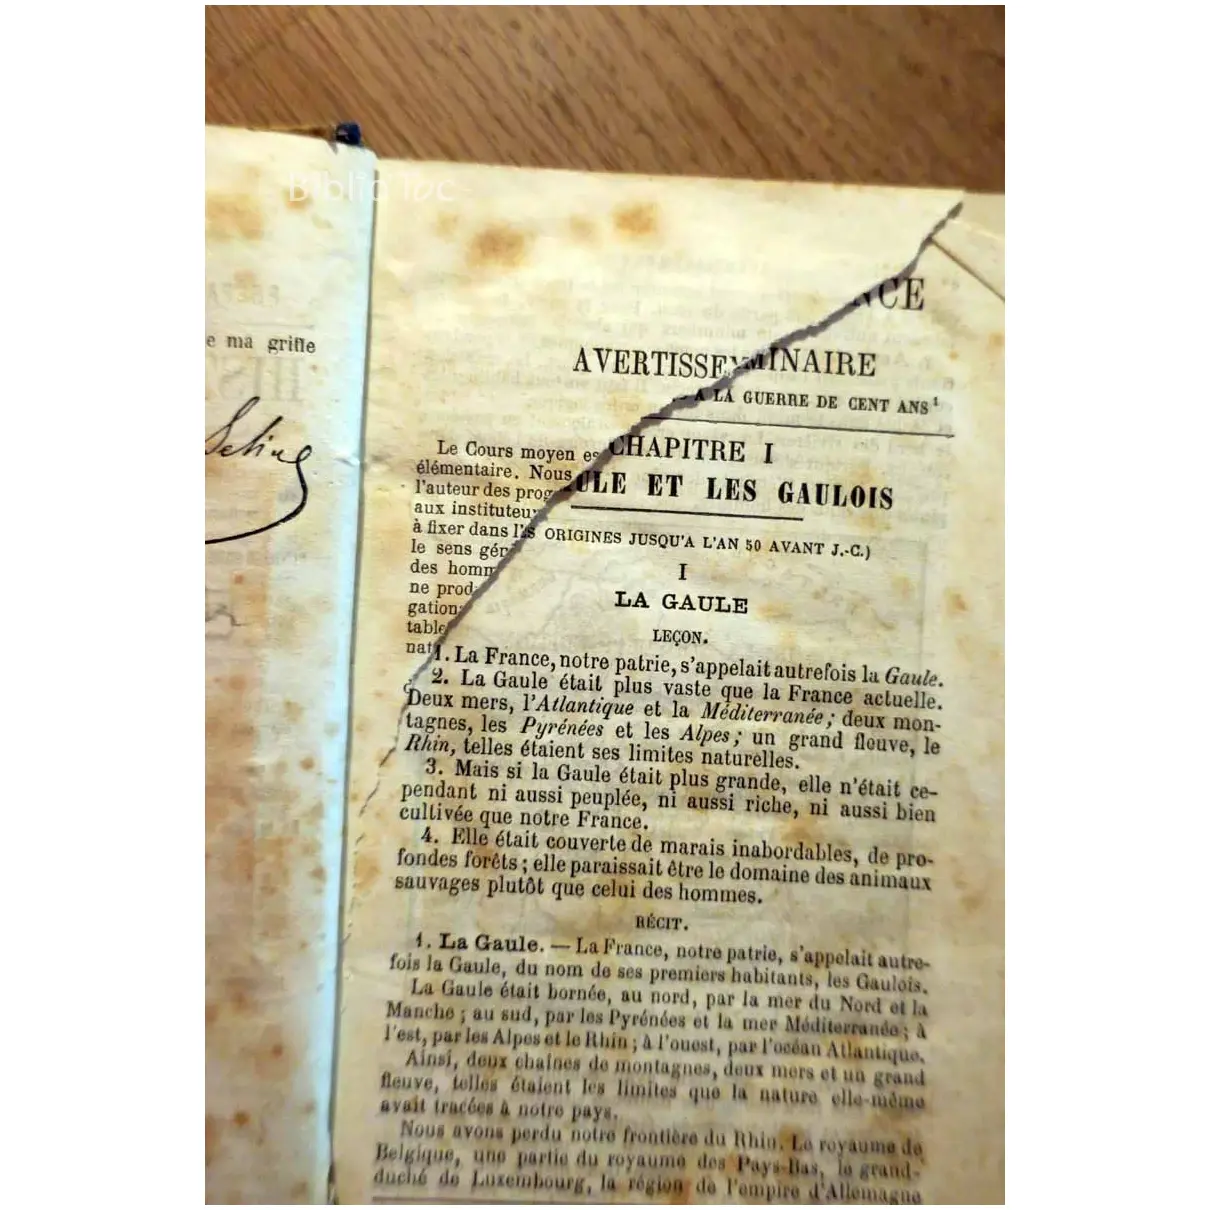 Biblio luc
e ma griffe
NCE
AVERTISSE
MINAIRE
A LA GUERRE DE CENT ANS¹
Le Cours moyen es
élémentaire. Nous
l'auteur des prog
aux instituteu
à fixer dans l
le sens gén
des homm
ne prod
gation
table
nat
CHAPITRE I
ULE ET LES GAULOIS
S ORIGINES JUSQU'A L'AN 50 AVANT J.-C.)
I
LA GAULE
LEÇON.
1. La France, notre patrie, s'appelait autrefois la Gaule.
2. La Gaule était plus vaste que la France actuelle.
Deux mers, l'Atlantique et la Méditerranée; deux mon-
tagnes, les Pyrénées et les Alpes; un grand fleuve, le
Rhin, telles étaient ses limites naturelles.
3. Mais si la Gaule était plus grande, elle n'était ce-
pendant ni aussi peuplée, ni aussi riche, ni aussi bien
cultivée que notre France.
4. Elle était couverte de marais inabordables, de pro-
fondes forêts; elle paraissait être le domaine des animaux
sauvages plutôt que celui des hommes.
RÉCIT.
1. La Gaule. — La France, notre patrie, s'appelait autre-
fois la Gaule, du nom de ses premiers habitants, les Gaulois.
La Gaule était bornée, au nord, par la mer du Nord et la
Manche; au sud, par les Pyrénées et la mer Méditerranée; à
l'est, par les Alpes et le Rhin; à l'ouest, par l'océan Atlantique.
Ainsi, deux chaînes de montagnes, deux mers et un grand
fleuve, telles étaient les limites que la nature elle-même
avait tracées à notre pays.
Nous avons perdu notre frontière du Rhin. Le royaume de
Belgique, une partie du royaume des Pays-Bas, le grand-
duché de Luxembourg, la région de l'empire d'Allemagne